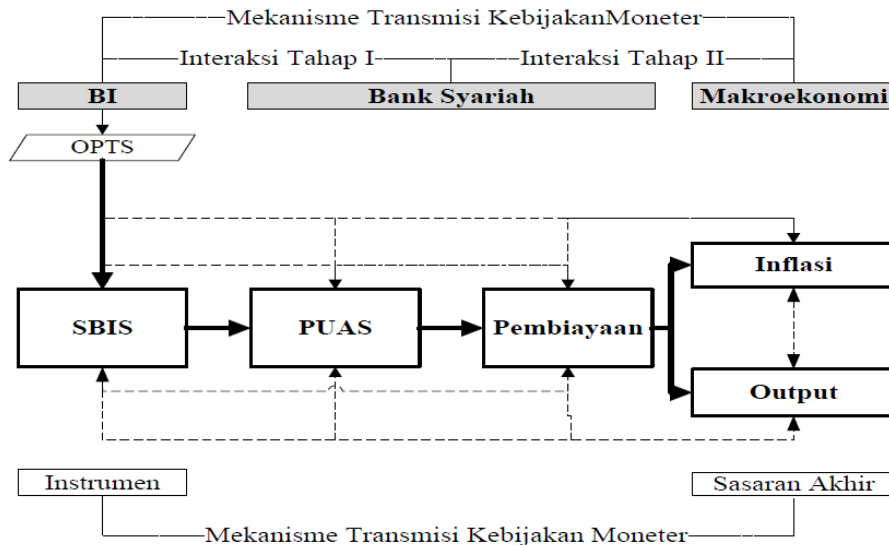 Mekanisme Transmisi KebijakanMoneter
Interaksi Tahap I
Interaksi Tahap II
BI
Bank Syariah
Makroekonomi
OPTS
Inflasi
SBIS
PUAS
Pembiayaan
Output
Instrumen
Sasaran Akhir
Mekanisme Transmisi Kebijakan Moneter